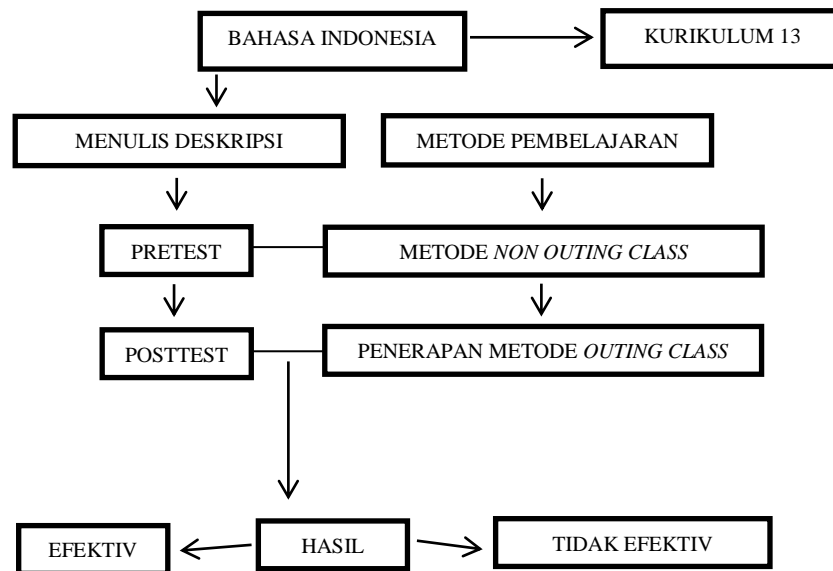 BAHASA INDONESIA
KURIKULUM 13
MENULIS DESKRIPSI
METODE PEMBELAJARAN
PRETEST
METODE NON OUTING CLASS
POSTTEST
PENERAPAN METODE OUTING CLASS
EFEKTIV
HASIL
TIDAK EFEKTIV